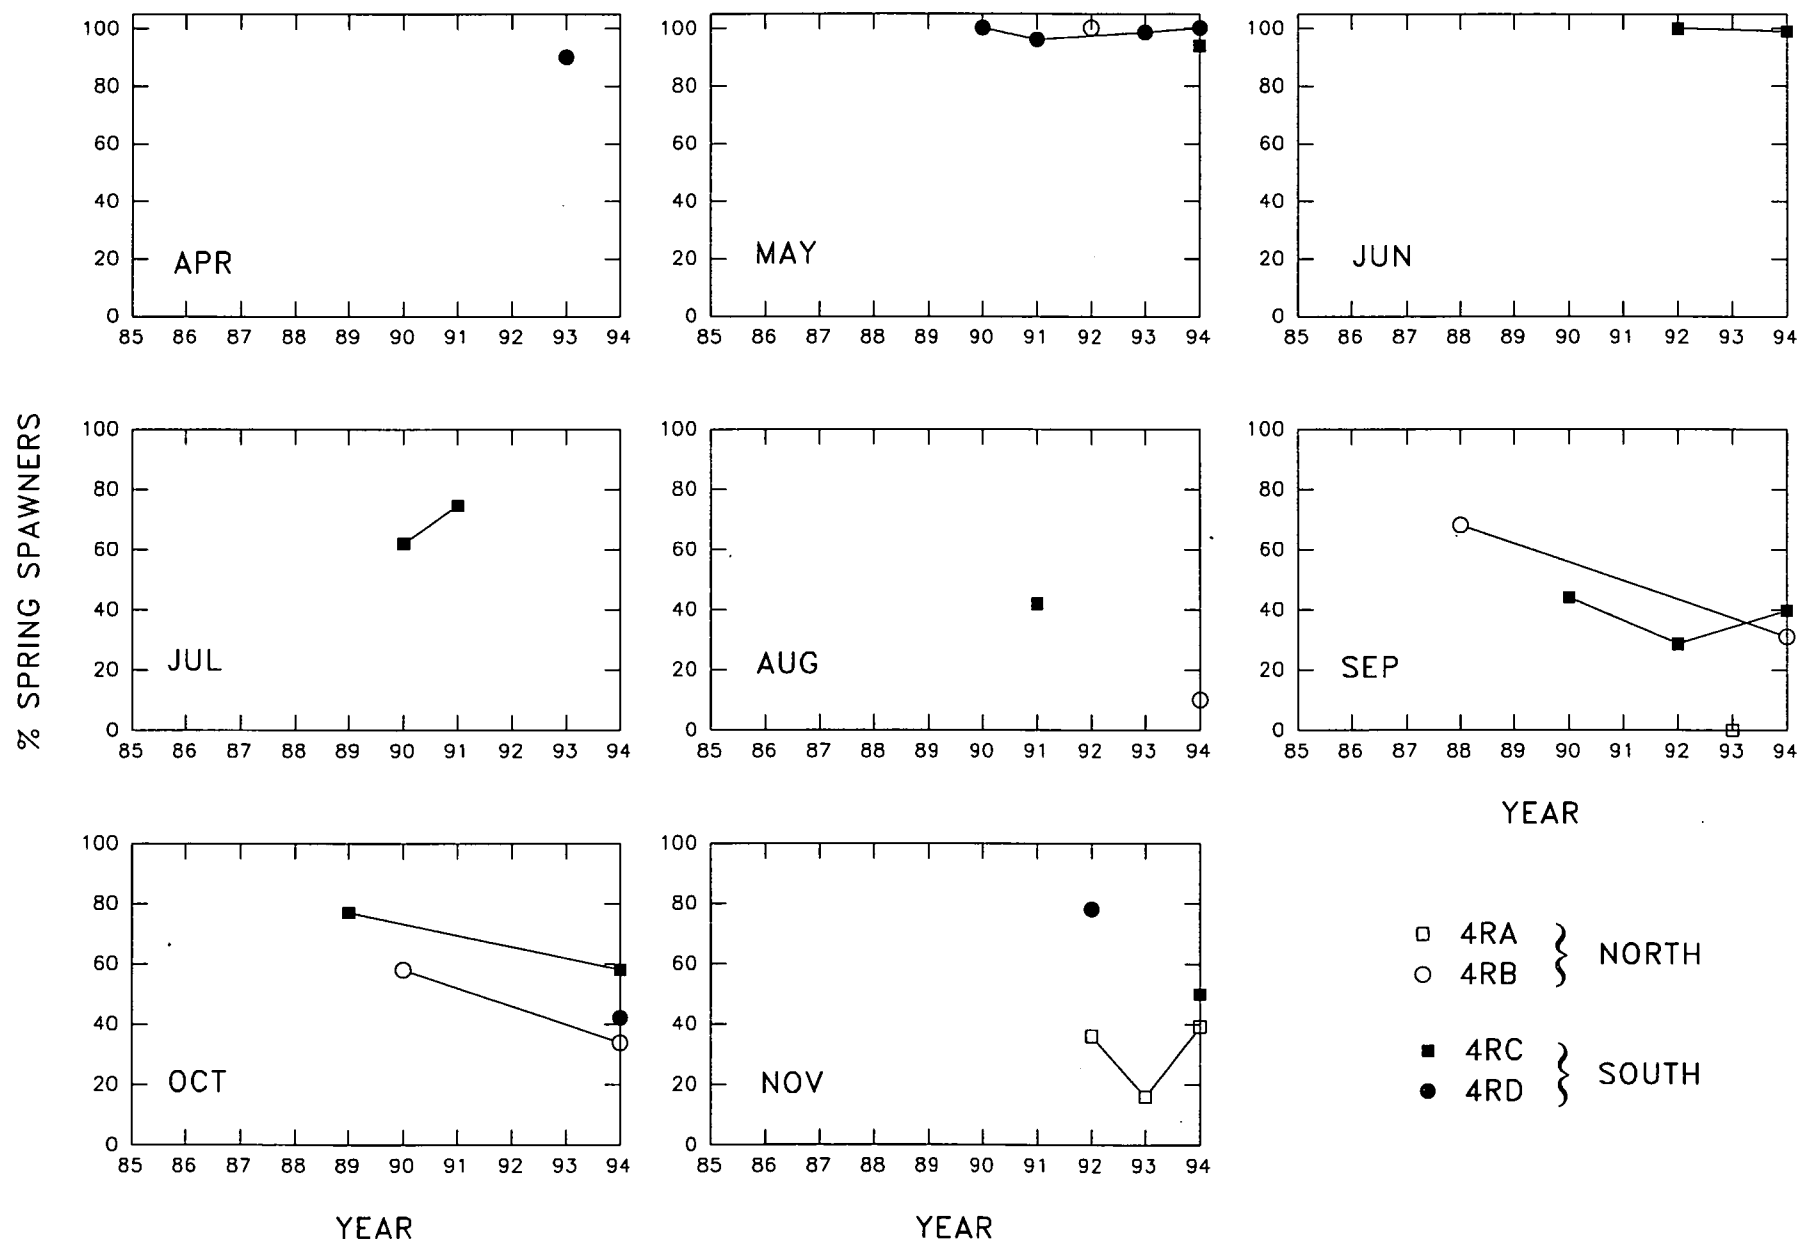 100 100 100
80 80 80
60 60 60
40 40 40
20 APR 20 MAY 20 JUN
0 0 0
85 86 87 88 89 90 91 92 93 94 85 86 87 88 89 90 91 92 93 94 85 86 87 88 89 90 91 92 93 94
% SPRING SPAWNERS
100 100 100
80 80 80
60 60 60
40 40 40
20 JUL 20 AUG 20 SEP
0 0 0
85 86 87 88 89 90 91 92 93 94 85 86 87 88 89 90 91 92 93 94 85 86 87 88 89 90 91 92 93 94
YEAR
100 100
80 80
60 60
40 40
20 OCT 20 NOV
0 0
85 86 87 88 89 90 91 92 93 94 85 86 87 88 89 90 91 92 93 94
YEAR YEAR
4RA
4RB
NORTH
4RC
4RD
SOUTH